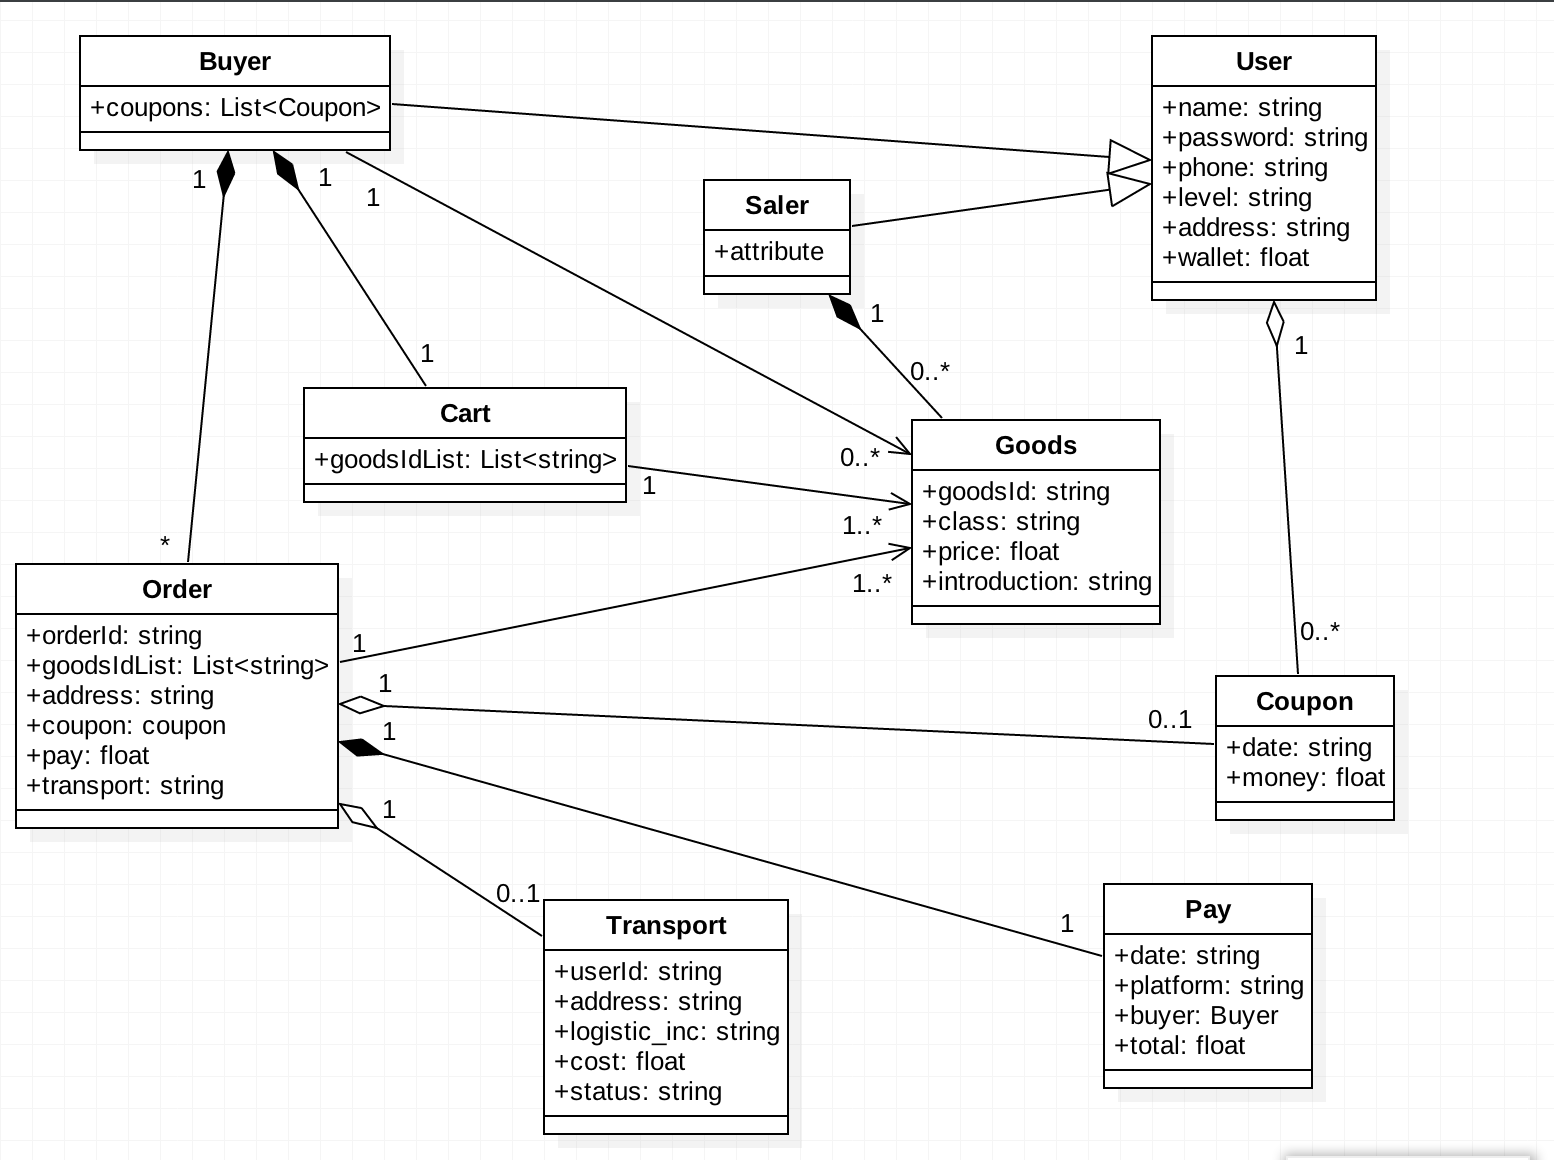 Buyer
+coupons: List<Coupon>
User
+name: string
+password: string
+phone: string
+level: string
+address: string
+wallet: float
Saler
+attribute
1
1
1
1
0..*
1
1
Cart
+goodsIdList: List<string>
1
0..*
1..*
1..*
Goods
+goodsId: string
+class: string
+price: float
+introduction: string
*
Order
+orderId: string
+goodsIdList: List<string>
+address: string
+coupon: coupon
+pay: float
+transport: string
1
1
1
1
0..*
0..1
Coupon
+date: string
+money: float
0..1
Transport
+userId: string
+address: string
+logistic_inc: string
+cost: float
+status: string
1
Pay
+date: string
+platform: string
+buyer: Buyer
+total: float